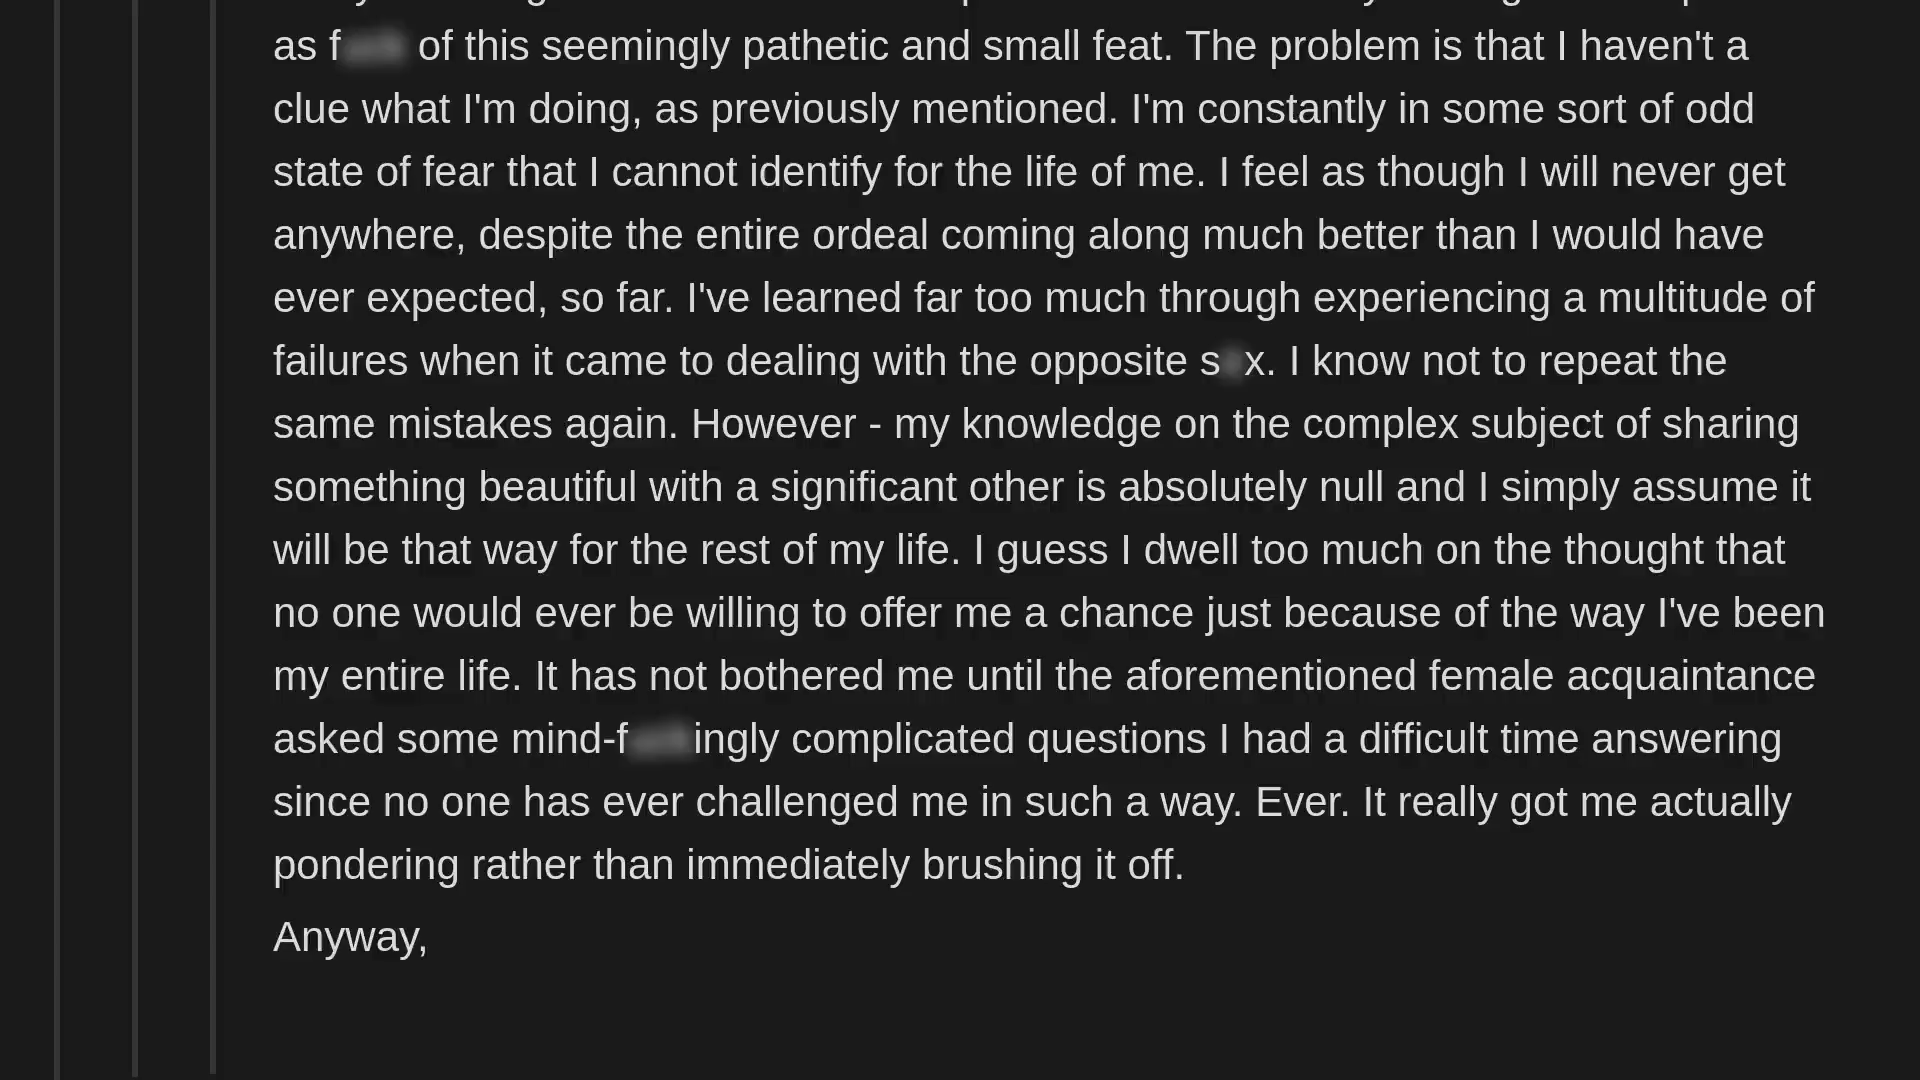 as f of this seemingly pathetic and small feat. The problem is that I haven't a
clue what I'm doing, as previously mentioned. I'm constantly in some sort of odd
state of fear that I cannot identify for the life of me. I feel as though I will never get
anywhere, despite the entire ordeal coming along much better than I would have
ever expected, so far. I've learned far too much through experiencing a multitude of
failures when it came to dealing with the opposite s x. I know not to repeat the
same mistakes again. However - my knowledge on the complex subject of sharing
something beautiful with a significant other is absolutely null and I simply assume it
will be that way for the rest of my life. I guess I dwell too much on the thought that
no one would ever be willing to offer me a chance just because of the way I've been
my entire life. It has not bothered me until the aforementioned female acquaintance
asked some mind-f ingly complicated questions I had a difficult time answering
since no one has ever challenged me in such a way. Ever. It really got me actually
pondering rather than immediately brushing it off.
Anyway,